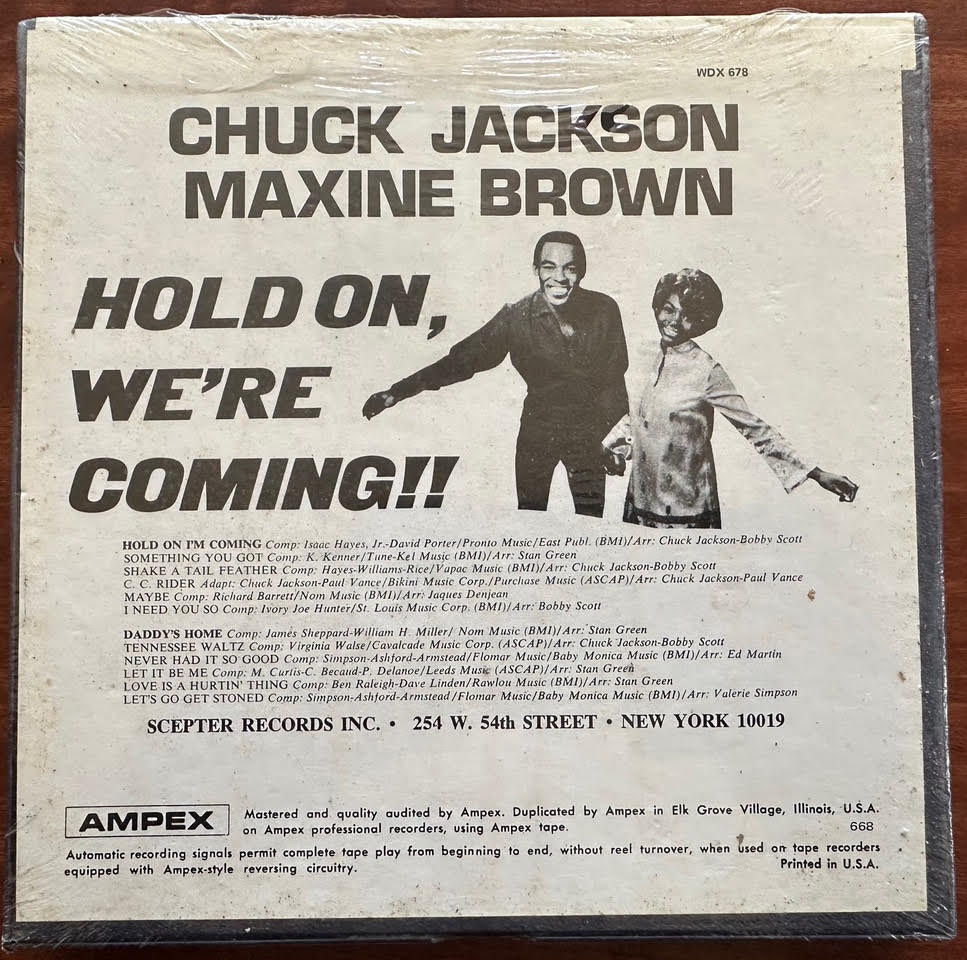 WDX 678
CHUCK JACKSON
MAXINE BROWN
HOLD ON,
WE'RE
COMING!!
HOLD ON I'M COMING Comp: Isaac Hayes, Jr.-David Porter/Pronto Music/East Publ. (BMI)/Arr: Chuck Jackson-Bobby Scott
SOMETHING YOU GOT Comp: K. Kenner/Tune-Kel Music (BMI)/Arr: Stan Green
SHAKE A TAIL FEATHER Comp: Hayes-Williams-Rice/Vapac Music (BMI)/Arr: Chuck Jackson-Bobby Scott
C. C. RIDER Adapt: Chuck Jackson-Paul Vance/Bikini Music Corp./Purchase Music (ASCAP)/Arr: Chuck Jackson-Paul Vance
MAYBE Comp: Richard Barrett/Nom Music (BMI)/Arr: Jaques Denjean
I NEED YOU SO Comp: Ivory Joe Hunter/St. Louis Music Corp. (BMI)/Arr: Bobby Scott
DADDY'S HOME Comp: James Sheppard-William H. Miller/ Nom Music (BMI)/Arr: Stan Green
TENNESSEE WALTZ Comp: Virginia Walse/Cavalcade Music Corp. (ASCAP)/Arr: Chuck Jackson-Bobby Scott
NEVER HAD IT SO GOOD Comp: Simpson-Ashford-Armstead/Flomar Music/Baby Monica Music (BMI)/Arr: Ed Martin
LET IT BE ME Comp: M. Curtis-C. Becaud-P. Delanoe/Leeds Music (ASCAP)/Arr: Stan Green
LOVE IS A HURTIN' THING Comp: Ben Raleigh-Dave Linden/Rawlou Music (BMI)/Arr: Stan Green
LET'S GO GET STONED Comp: Simpson-Ashford-Armstead/Flomar Music/Baby Monica Music (BMI)/Arr: Valerie Simpson
SCEPTER RECORDS INC. • 254 W. 54th STREET • NEW YORK 10019
AMPEX
Mastered and quality audited by Ampex. Duplicated by Ampex in Elk Grove Village, Illinois, U.S.A.
on Ampex professional recorders, using Ampex tape. 668
Automatic recording signals permit complete tape play from beginning to end, without reel turnover, when used on tape recorders
equipped with Ampex-style reversing circuitry. Printed in U.S.A.